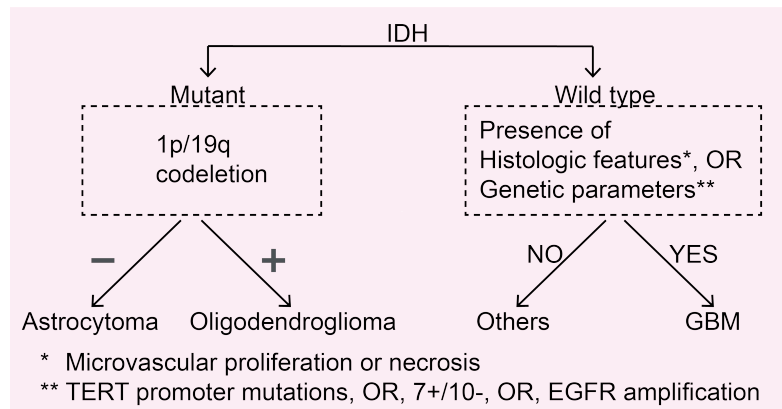 IDH
Mutant
Wild type
1p/19q
codeletion
Presence of
Histologic features*, OR
Genetic parameters**
−
+
NO
YES
Astrocytoma
Oligodendroglioma
Others
GBM
* Microvascular proliferation or necrosis
** TERT promoter mutations, OR, 7+/10-, OR, EGFR amplification